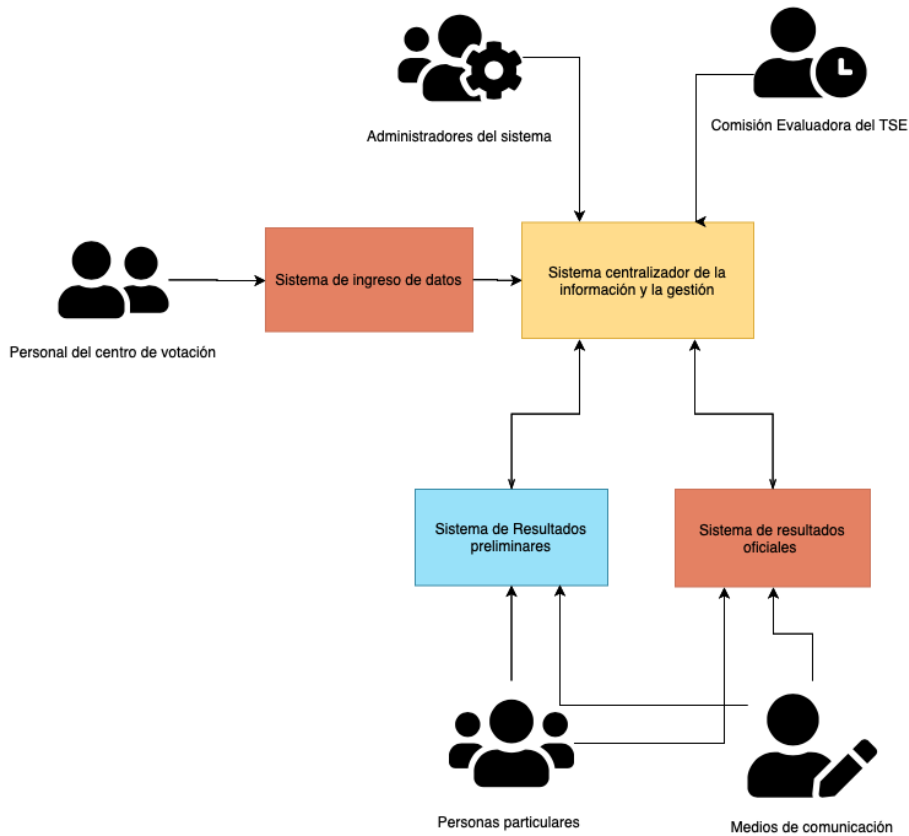 Administradores del sistema
Comisión Evaluadora del TSE
Sistema de ingreso de datos
Sistema centralizador de la
información y la gestión
Personal del centro de votación
Sistema de Resultados
preliminares
Sistema de resultados
oficiales
Personas particulares
Medios de comunicación